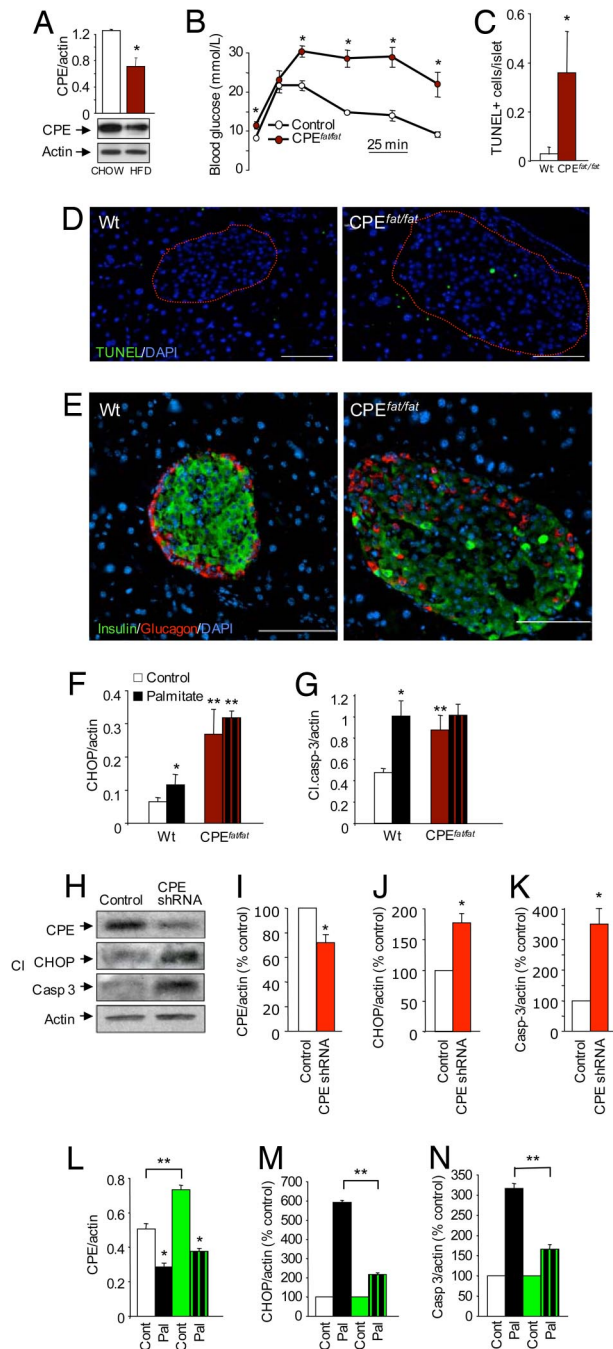 A
CPE/actin
1.2
0.8
0.4
0
*
CPE
Actin
CHOW HFD
B
Blood glucose (mmol/L)
30
20
10
0
* * * * *
Control
CPEfat/fat
25 min
C
TUNEL+ cells/islet
0.6
0.4
0.2
0
*
Wt CPEfat/fat
D
Wt
CPEfat/fat
TUNEL/DAPI
E
Wt
CPEfat/fat
Insulin/Glucagon/DAPI
F
Control
Palmitate
CHOP/actin
0.4
0.3
0.2
0.1
0
*
** **
Wt
CPEfat/fat
G
Cl.casp-3/actin
1.2
1
0.8
0.6
0.4
0.2
0
*
**
Wt
CPEfat/fat
H
Control
CPE
shRNA
CPE
Cl
CHOP
Casp 3
Actin
I
CPE/actin (% control)
100
80
60
40
20
0
*
Control
CPE shRNA
J
CHOP/actin (% control)
200
150
100
50
0
*
Control
CPE shRNA
K
Casp-3/actin (% control)
400
350
300
250
200
150
100
0
*
Control
CPE shRNA
L
CPE/actin
0.8
0.6
0.4
0.2
0
**
*
*
Cont
Pal
Cont
Pal
M
CHOP/actin (% control)
700
600
500
400
300
200
100
0
**
Cont
Pal
Cont
Pal
N
Casp 3/actin (% control)
350
300
250
200
150
100
50
0
**
Cont
Pal
Cont
Pal